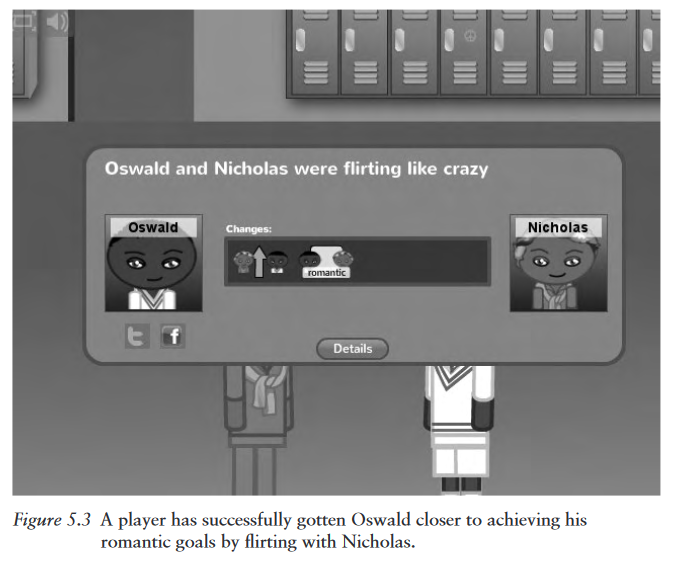 Oswald and Nicholas were flirting like crazy
Oswald
Changes:
Nicholas
romantic
Details
Figure 5.3 A player has successfully gotten Oswald closer to achieving his
romantic goals by flirting with Nicholas.